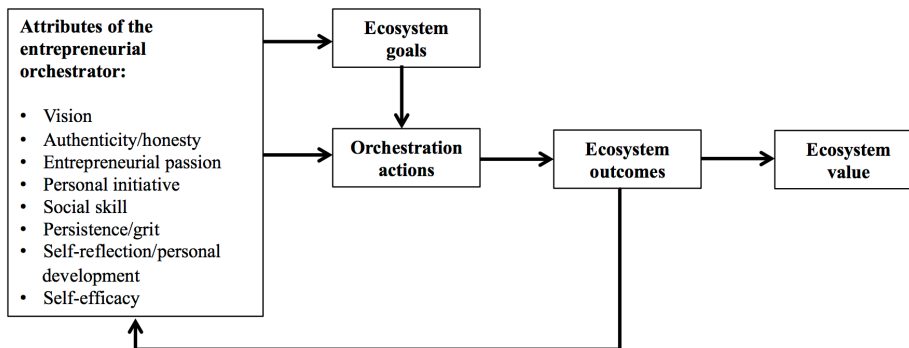 Attributes of the
entrepreneurial
orchestrator:
• Vision
• Authenticity/honesty
• Entrepreneurial passion
• Personal initiative
• Social skill
• Persistence/grit
• Self-reflection/personal
development
• Self-efficacy
Ecosystem
goals
Orchestration
actions
Ecosystem
outcomes
Ecosystem
value